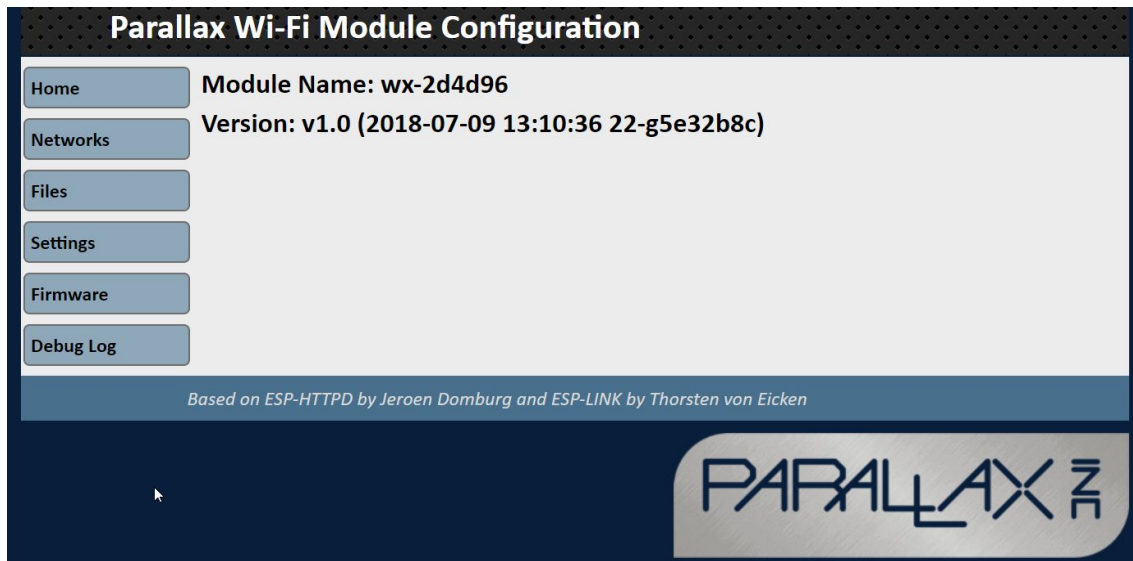 Parallax Wi-Fi Module Configuration
Home
Networks
Files
Settings
Firmware
Debug Log
Module Name: wx-2d4d96
Version: v1.0 (2018-07-09 13:10:36 22-g5e32b8c)
Based on ESP-HTTPD by Jeroen Domburg and ESP-LINK by Thorsten von Eicken
PARALLAX INC